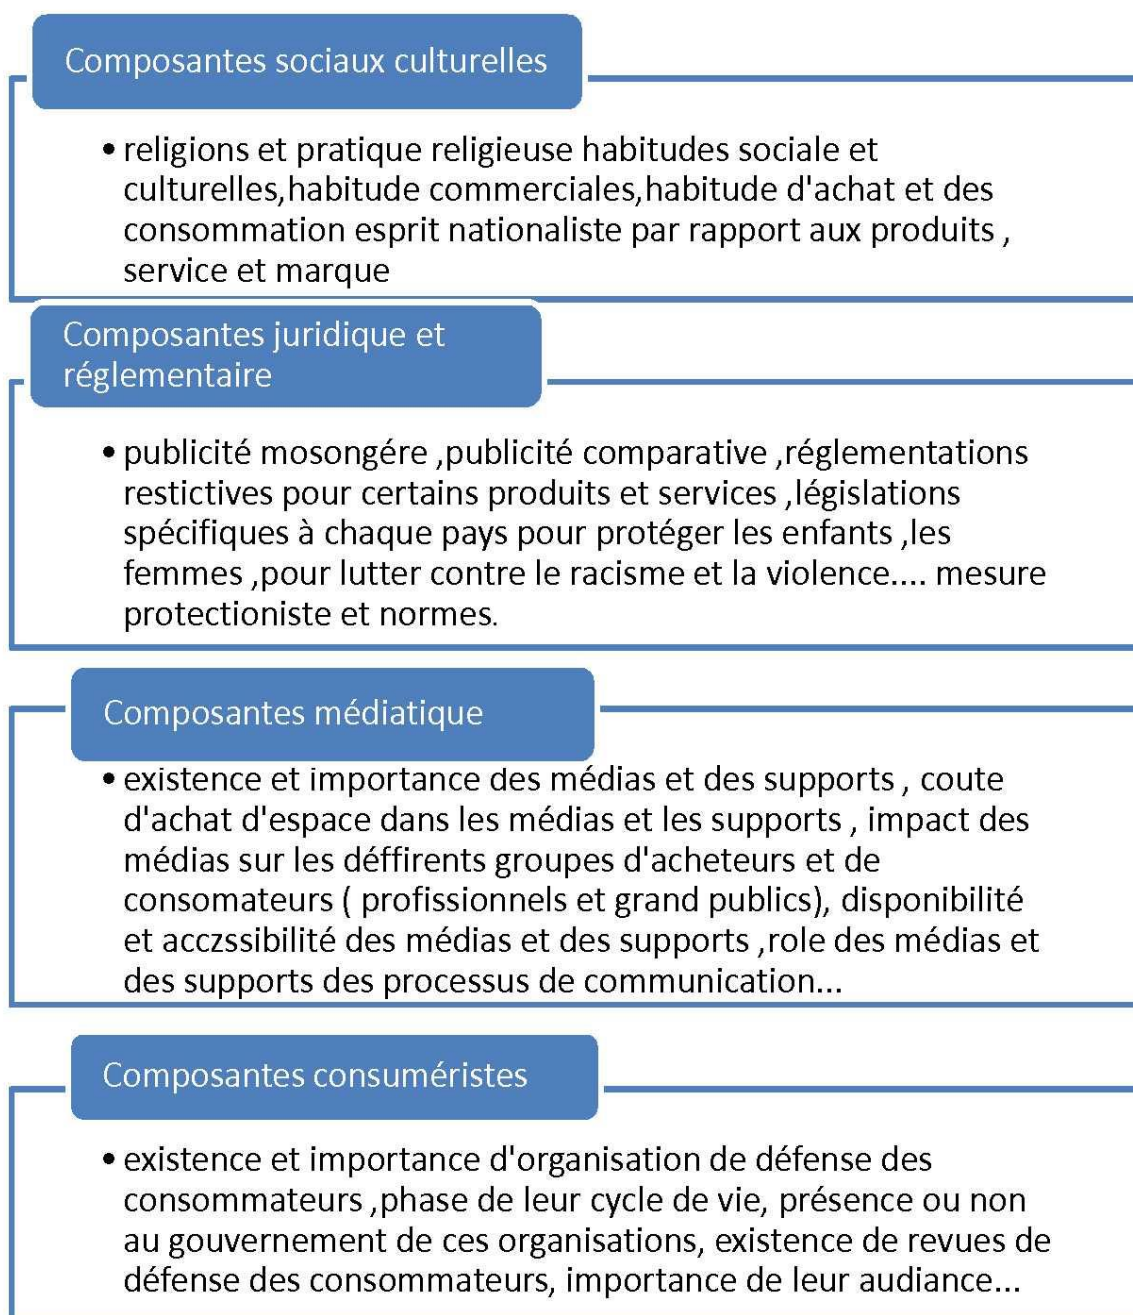 Composantes sociaux culturelles
• religions et pratique religieuse habitudes sociale et
culturelles,habitude commerciales,habitude d'achat et des
consommation esprit nationaliste par rapport aux produits ,
service et marque
Composantes juridique et
réglementaire
• publicité mosongére ,publicité comparative ,réglementations
restictives pour certains produits et services ,législations
spécifiques à chaque pays pour protéger les enfants ,les
femmes ,pour lutter contre le racisme et la violence.... mesure
protectioniste et normes.
Composantes médiatique
• existence et importance des médias et des supports , coute
d'achat d'espace dans les médias et les supports , impact des
médias sur les déffirents groupes d'acheteurs et de
consomateurs ( profissionnels et grand publics), disponibilité
et acczssibilité des médias et des supports ,role des médias et
des supports des processus de communication...
Composantes consuméristes
• existence et importance d'organisation de défense des
consommateurs ,phase de leur cycle de vie, présence ou non
au gouvernement de ces organisations, existence de revues de
défense des consommateurs, importance de leur audiance...